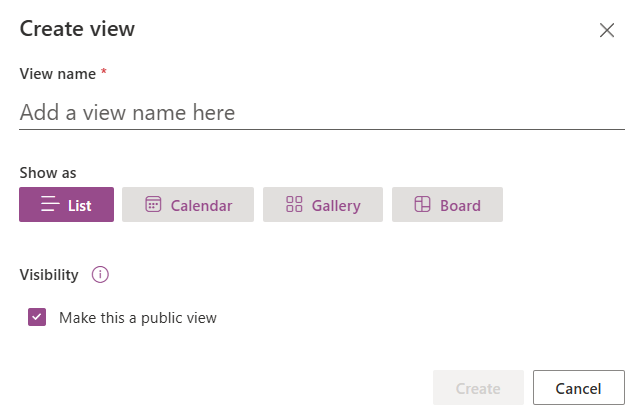 Create view
View name *
Add a view name here
Show as
List Calendar Gallery Board
Visibility
Make this a public view
Create Cancel